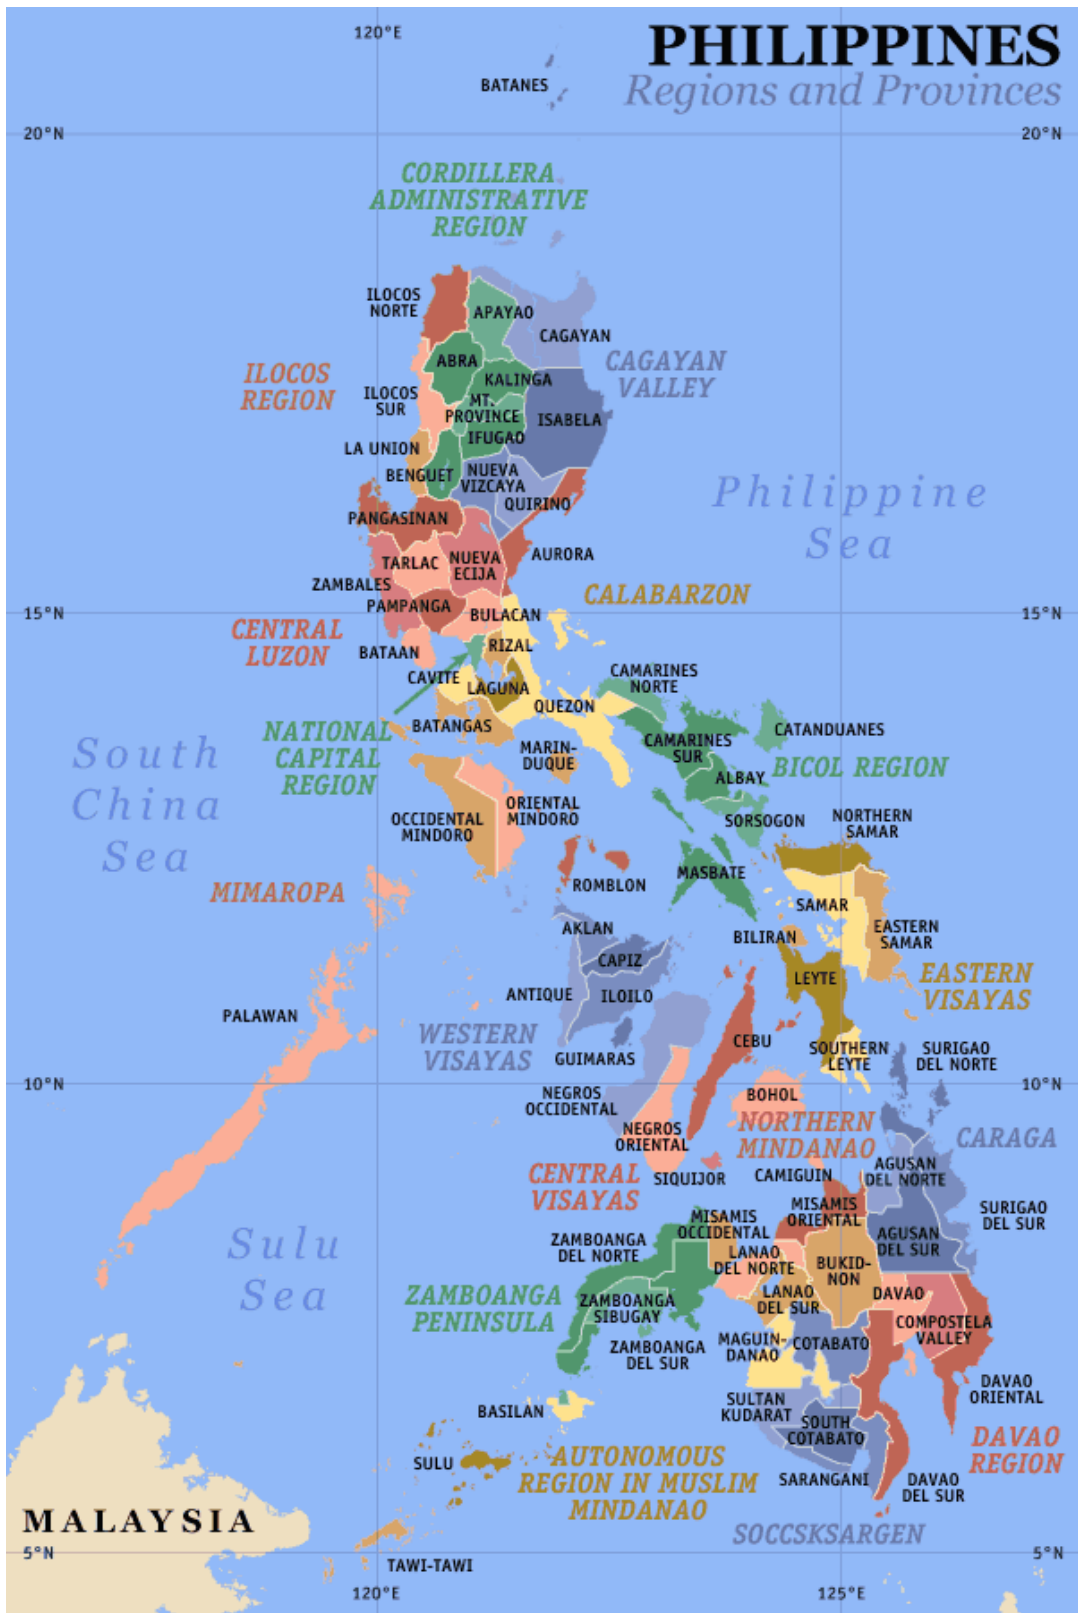 120°E
PHILIPPINES
Regions and Provinces
BATANES
20°N
20°N
CORDILLERA
ADMINISTRATIVE
REGION
ILOCOS
NORTE
APAYAO
CAGAYAN
ABRA
CAGAYAN
VALLEY
ILOCOS
REGION
KALINGA
ILOCOS
SUR
MT.
PROVINCE
ISABELA
IFUGAO
LA UNION
BENGUET
NUEVA
VIZCAYA
QUIRINO
Philippine
Sea
PANGASINAN
AURORA
TARLAC
NUEVA
ECIJA
ZAMBALES
CALABARZON
PAMPANGA
BULACAN
15°N
15°N
CENTRAL
LUZON
BATAAN
RIZAL
CAVITE
LAGUNA
CAMARINES
NORTE
QUEZON
BATANGAS
NATIONAL
CAPITAL
REGION
CATANDUANES
CAMARINES
SUR
MARIN-
DUQUE
ALBAY
BICOL REGION
South
China
Sea
OCCIDENTAL
MINDORO
ORIENTAL
MINDORO
SORSOGON
NORTHERN
SAMAR
MIMAROPA
ROMBLON
MASBATE
SAMAR
AKLAN
BILIRAN
EASTERN
SAMAR
CAPIZ
LEYTE
EASTERN
VISAYAS
ANTIQUE
ILOILO
PALAWAN
WESTERN
VISAYAS
GUIMARAS
CEBU
SOUTHERN
LEYTE
SURIGAO
DEL NORTE
10°N
10°N
NEGROS
OCCIDENTAL
BOHOL
NEGROS
ORIENTAL
NORTHERN
MINDANAO
CARAGA
CENTRAL
VISAYAS
SIQUIJOR
CAMIGUIN
AGUSAN
DEL NORTE
MISAMIS
ORIENTAL
SURIGAO
DEL SUR
MISAMIS
OCCIDENTAL
AGUSAN
DEL SUR
Sulu
Sea
ZAMBOANGA
DEL NORTE
LANAO
DEL NORTE
BUKID-
NON
ZAMBOANGA
PENINSULA
ZAMBOANGA
SIBUGAY
LANAO
DEL SUR
DAVAO
COMPOSTELA
VALLEY
ZAMBOANGA
DEL SUR
MAGUIN-
DANAO
COTABATO
DAVAO
ORIENTAL
BASILAN
SULTAN
KUDARAT
SOUTH
COTABATO
DAVAO
REGION
SULU
AUTONOMOUS
REGION IN MUSLIM
MINDANAO
SARANGANI
DAVAO
DEL SUR
MALAYSIA
SOCCSKSARGEN
5°N
5°N
TAWI-TAWI
120°E
125°E